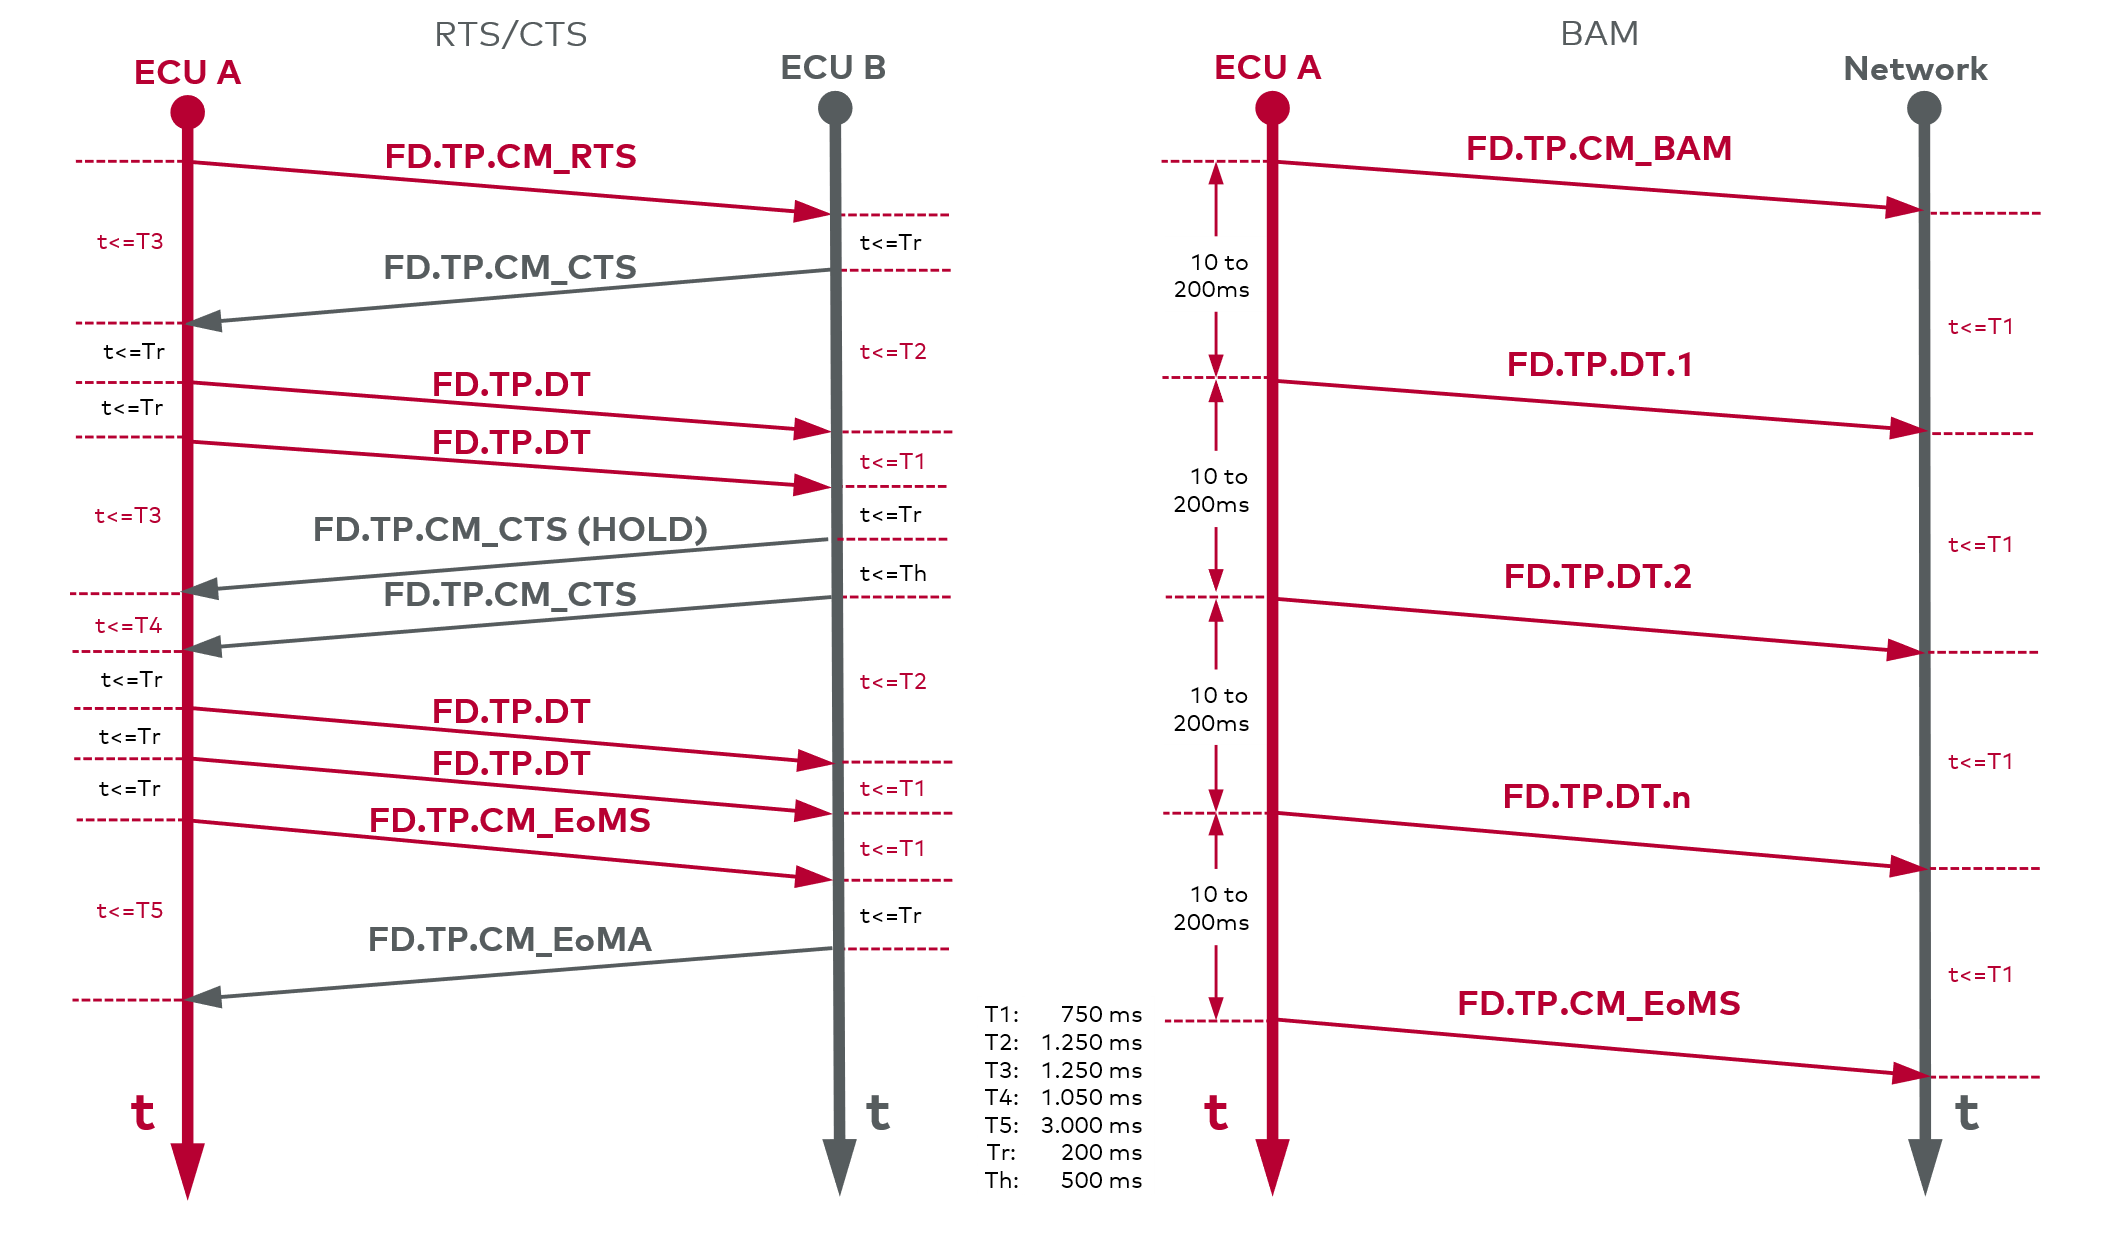 RTS/CTS
ECU A
ECU B
FD.TP.CM_RTS
t<=T3
t<=Tr
FD.TP.CM_CTS
t<=Tr
t<=T2
FD.TP.DT
t<=Tr
FD.TP.DT
t<=T1
t<=T3
t<=Tr
FD.TP.CM_CTS (HOLD)
t<=Th
FD.TP.CM_CTS
t<=T4
t<=Tr
t<=T2
FD.TP.DT
t<=Tr
FD.TP.DT
t<=Tr
t<=T1
FD.TP.CM_EoMS
t<=T1
t<=T5
t<=Tr
FD.TP.CM_EoMA
t
t
T1: 750 ms
T2: 1.250 ms
T3: 1.250 ms
T4: 1.050 ms
T5: 3.000 ms
Tr: 200 ms
Th: 500 ms
BAM
ECU A
Network
FD.TP.CM_BAM
10 to
200ms
t<=T1
FD.TP.DT.1
10 to
200ms
t<=T1
FD.TP.DT.2
10 to
200ms
t<=T1
FD.TP.DT.n
10 to
200ms
t<=T1
FD.TP.CM_EoMS
t
t